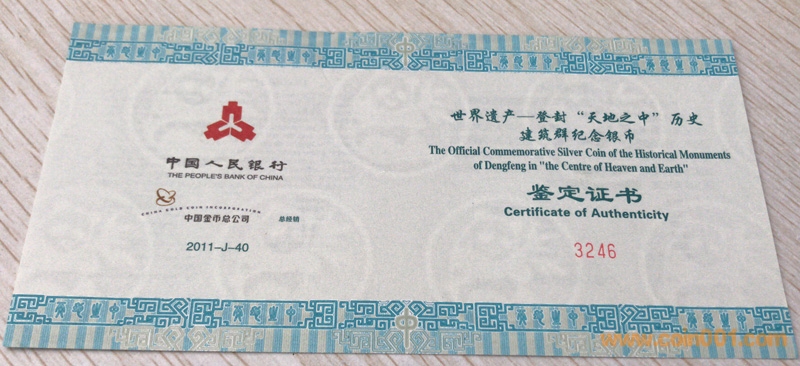 中国人民银行
THE PEOPLE'S BANK OF CHINA
CHINA GOLD COIN INCORPORATION
中国金币总公司 总经销
2011-J-40
世界遗产—登封“天地之中”历史
建筑群纪念银币
The Official Commemorative Silver Coin of the Historical Monuments
of Dengfeng in "the Centre of Heaven and Earth"
鉴定证书
Certificate of Authenticity
3246
www.coin001.com